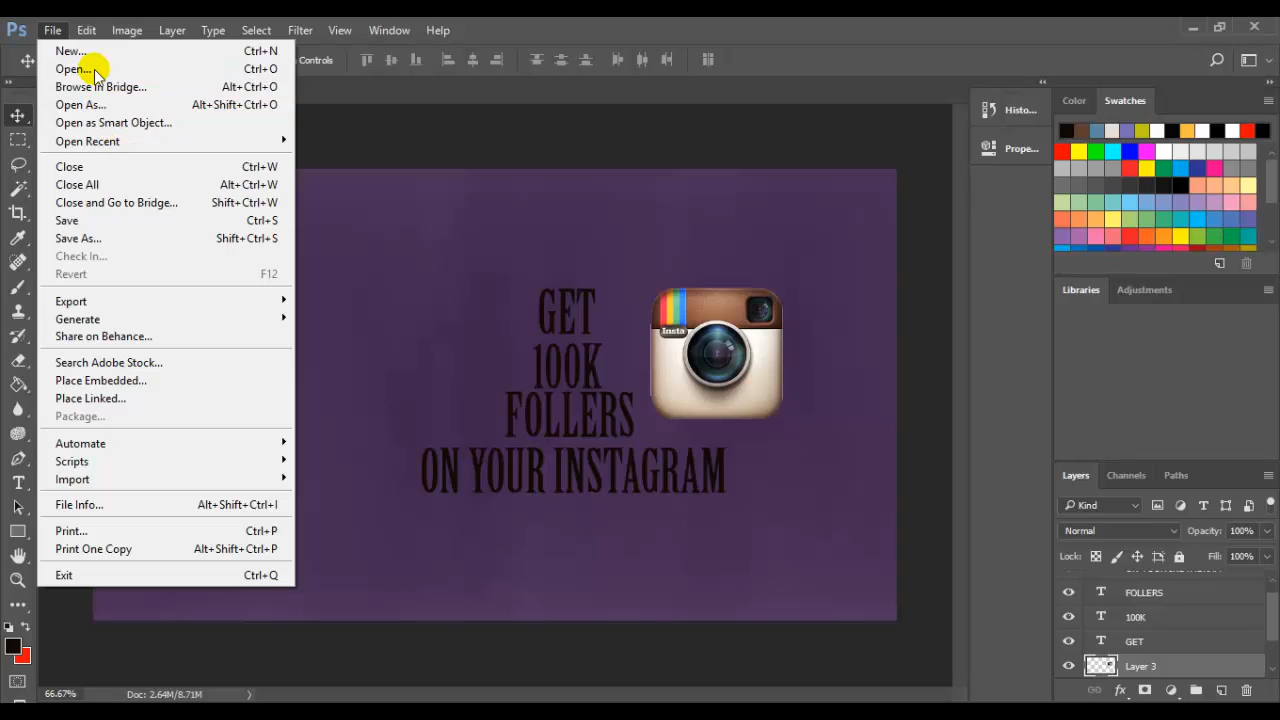 Ps File Edit Image Layer Type Select Filter View Window Help
New... Ctrl+N
Open... Ctrl+O
Browse in Bridge... Alt+Ctrl+O
Open As... Alt+Shift+Ctrl+O
Open as Smart Object...
Open Recent
Close Ctrl+W
Close All Alt+Ctrl+W
Close and Go to Bridge... Shift+Ctrl+W
Save Ctrl+S
Save As... Shift+Ctrl+S
Check In...
Revert F12
Export
Generate
Share on Behance...
Search Adobe Stock...
Place Embedded...
Place Linked...
Package...
Automate
Scripts
Import
File Info... Alt+Shift+Ctrl+I
Print... Ctrl+P
Print One Copy Alt+Shift+Ctrl+P
Exit Ctrl+Q
Controls
GET
100K
FOLLERS
ON YOUR INSTAGRAM
Insta
66.67% Doc: 2.64M/8.71M
Histo...
Prope...
Color Swatches
Libraries Adjustments
Layers Channels Paths
Kind
Normal Opacity: 100%
Lock: Fill: 100%
FOLLERS
100K
GET
Layer 3